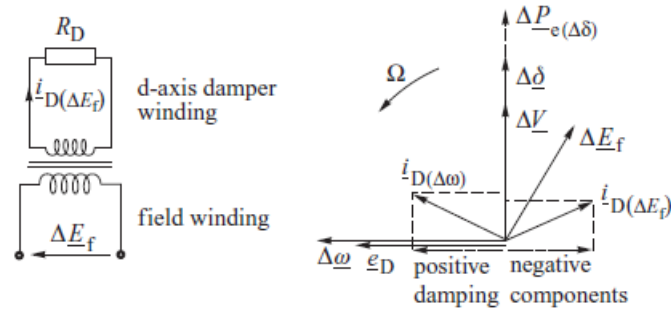 R_D
i_D(ΔE_f)
d-axis damper
winding
field winding
ΔE_f
ΔP_e(Δδ)
Ω
Δδ
ΔV
ΔE_f
i_D(Δω)
i_D(ΔE_f)
Δω e_D positive negative
damping components